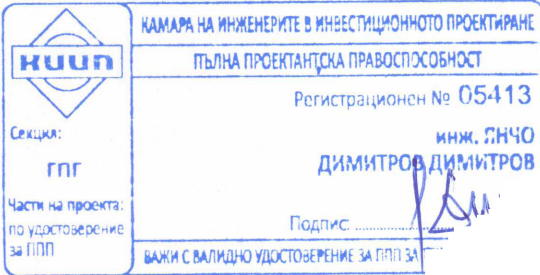 КАМАРА НА ИНЖЕНЕРИТЕ В ИНВЕСТИЦИОННОТО ПРОЕКТИРАНЕ
КИИП
ПЪЛНА ПРОЕКТАНТСКА ПРАВОСПОСОБНОСТ
Регистрационен № 05413
Секция:
ГПГ
инж. ЯНЧО
ДИМИТРОВ ДИМИТРОВ
Части на проекта:
по удостоверение
за ППП
Подпис:
ВАЖИ С ВАЛИДНО УДОСТОВЕРЕНИЕ ЗА ППП ЗА